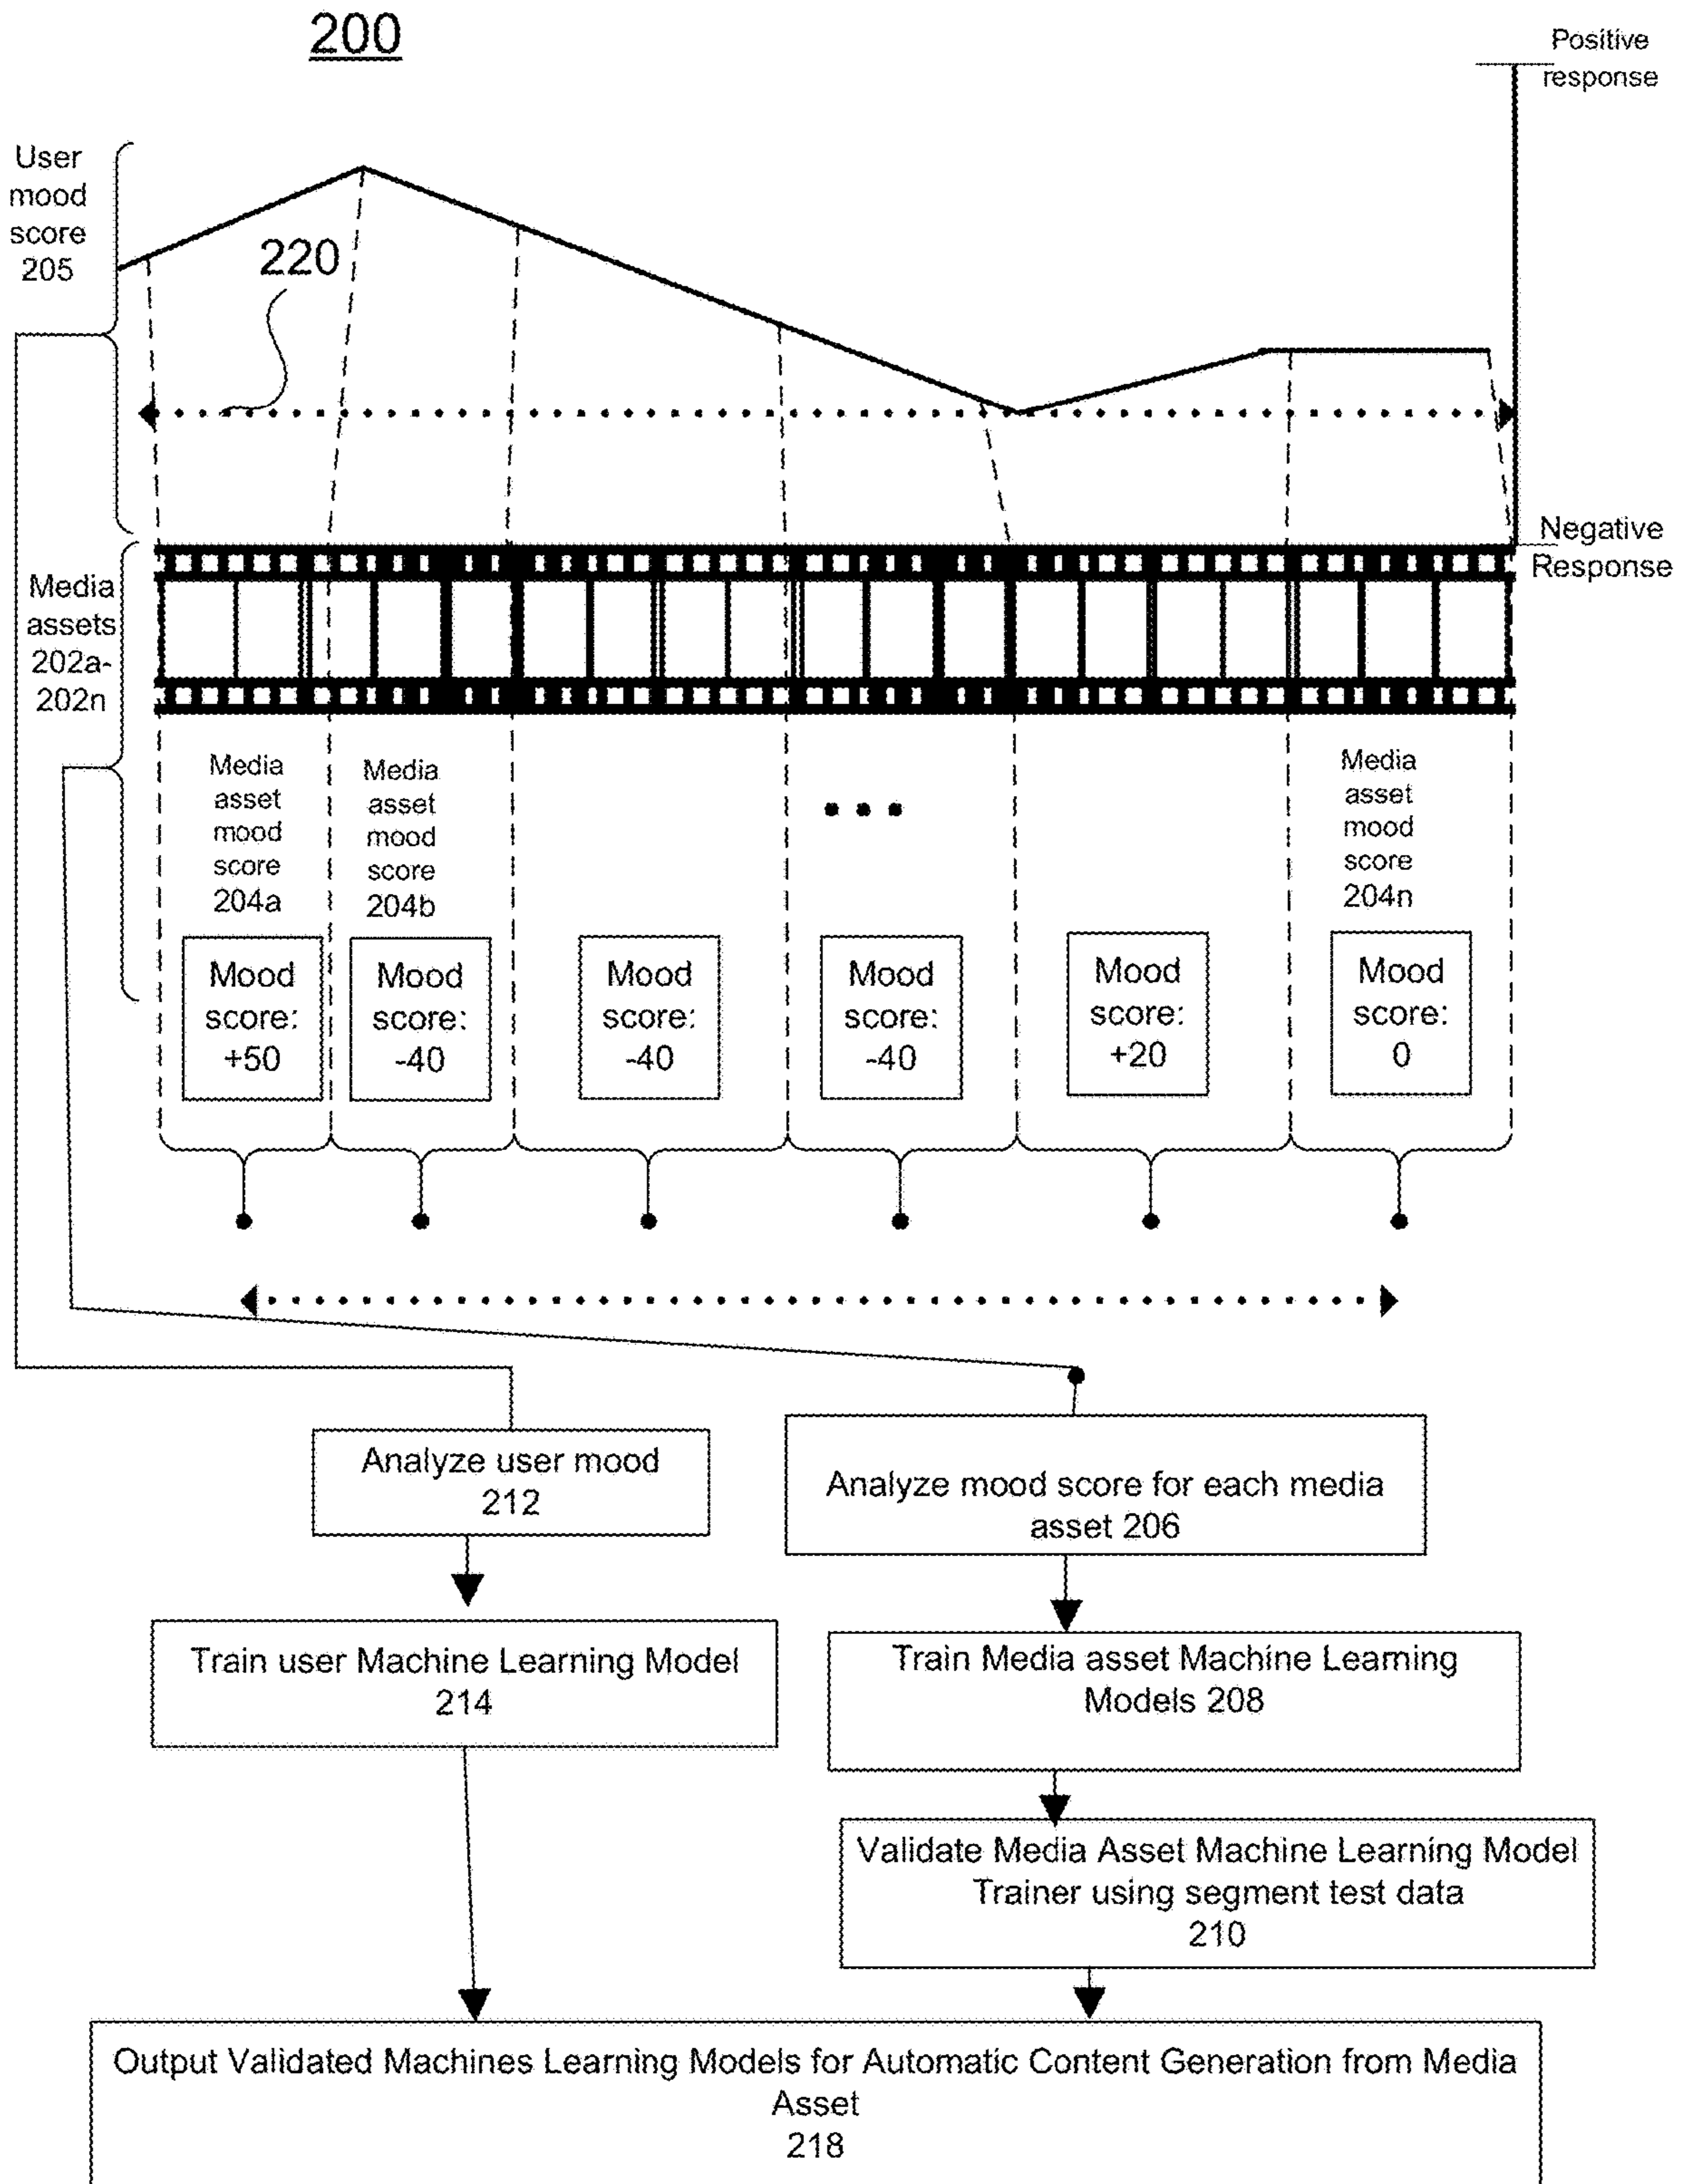 200
Positive
response
User
mood
score
205
220
Negative
Response
Media
assets
202a-
202n
Media
asset
mood
score
204a
Media
asset
mood
score
204b
Media
asset
mood
score
204n
Mood
score:
+50
Mood
score:
-40
Mood
score:
-40
Mood
score:
-40
Mood
score:
+20
Mood
score:
0
Analyze user mood
212
Analyze mood score for each media
asset 206
Train user Machine Learning Model
214
Train Media asset Machine Learning
Models 208
Validate Media Asset Machine Learning Model
Trainer using segment test data
210
Output Validated Machines Learning Models for Automatic Content Generation from Media
Asset
218